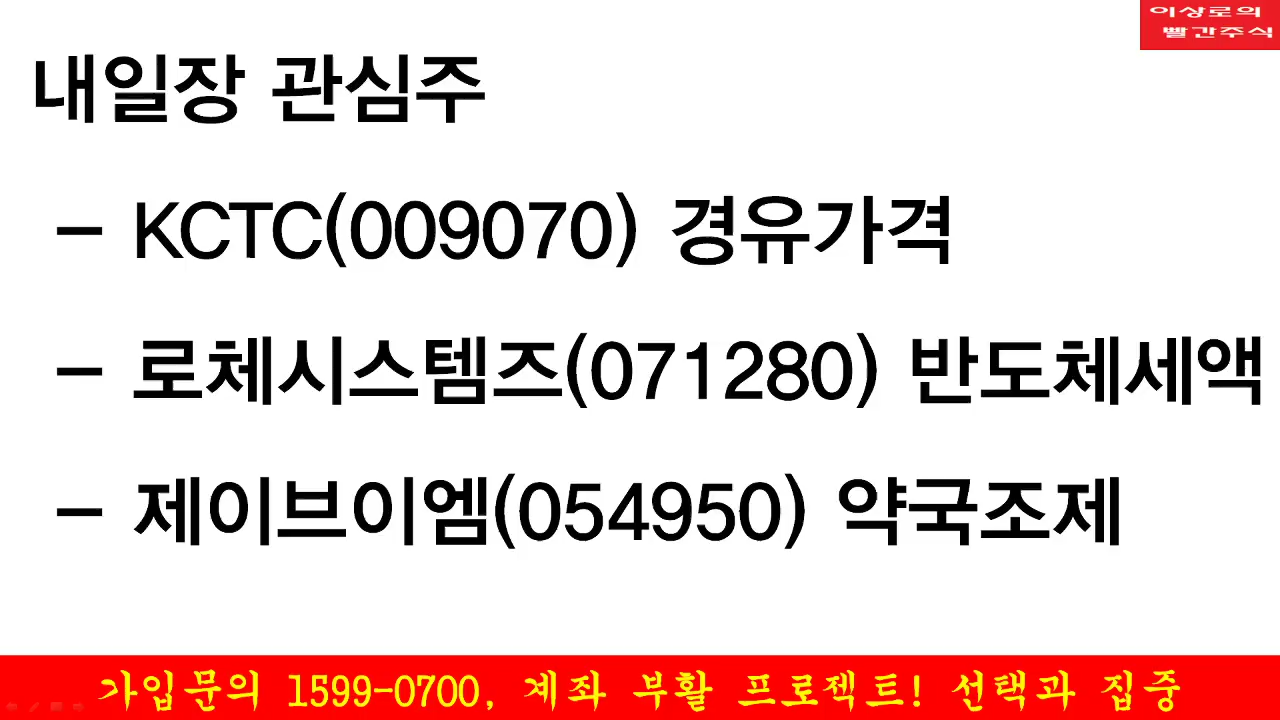 이상로의
빨간주식
내일장 관심주
- KCTC(009070) 경유가격
- 로체시스템즈(071280) 반도체세액
- 제이브이엠(054950) 약국조제
가입문의 1599-0700, 계좌 부활 프로젝트! 선택과 집중